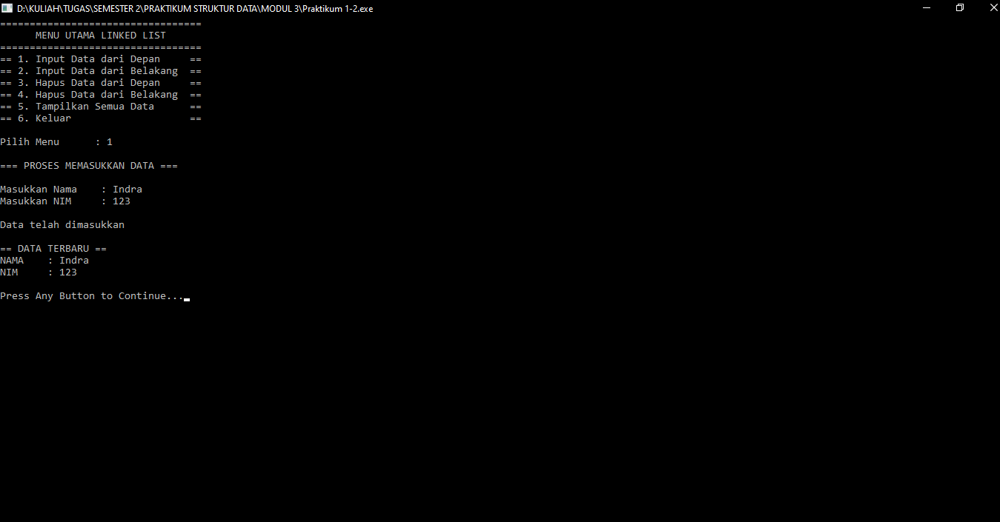 D:\KULIAH\TUGAS\SEMESTER 2\PRAKTIKUM STRUKTUR DATA\MODUL 3\Praktikum 1-2.exe
==================================
      MENU UTAMA LINKED LIST
==================================
== 1. Input Data dari Depan     ==
== 2. Input Data dari Belakang  ==
== 3. Hapus Data dari Depan     ==
== 4. Hapus Data dari Belakang  ==
== 5. Tampilkan Semua Data      ==
== 6. Keluar                    ==
Pilih Menu      : 1
=== PROSES MEMASUKKAN DATA ===
Masukkan Nama    : Indra
Masukkan NIM     : 123
Data telah dimasukkan
== DATA TERBARU ==
NAMA    : Indra
NIM     : 123
Press Any Button to Continue...